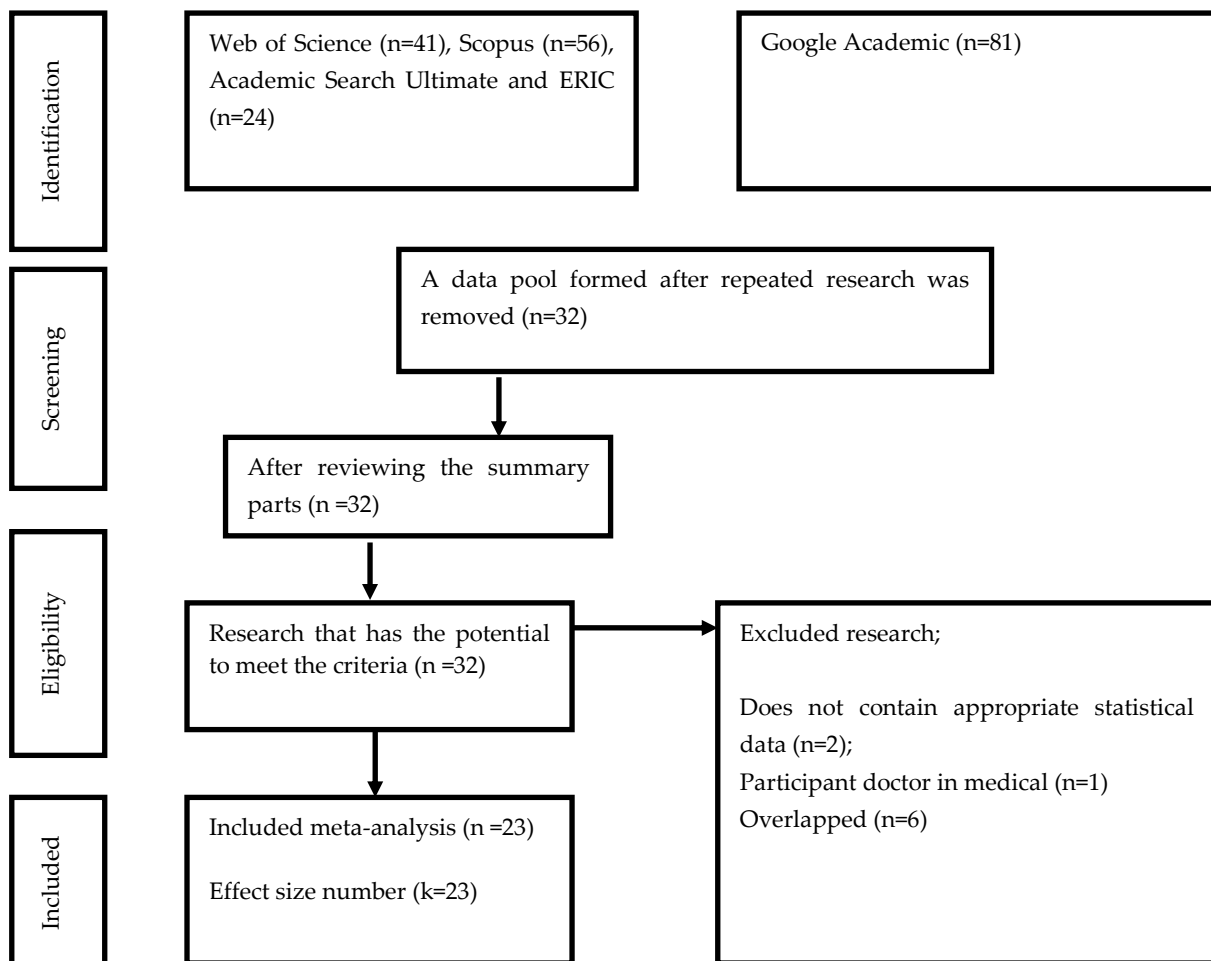 Identification
Web of Science (n=41), Scopus (n=56),
Academic Search Ultimate and ERIC
(n=24)
Google Academic (n=81)
Screening
A data pool formed after repeated research was
removed (n=32)
After reviewing the summary
parts (n =32)
Eligibility
Research that has the potential
to meet the criteria (n =32)
Excluded research;
Does not contain appropriate statistical
data (n=2);
Participant doctor in medical (n=1)
Overlapped (n=6)
Included
Included meta-analysis (n =23)
Effect size number (k=23)